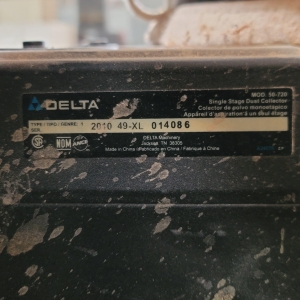 DELTA
MOD. 50-720
Single Stage Dust Collector
Colector de polvo monoetápico
Appareil d'aspiration à un seul étage
TYPE / TIPO / GENRE: 1
SER. 2010 49-XL 014086
DELTA Machinery
Jackson TN 38305
Made in China / Fabricado en China / Fabriqué à Chine
NOM